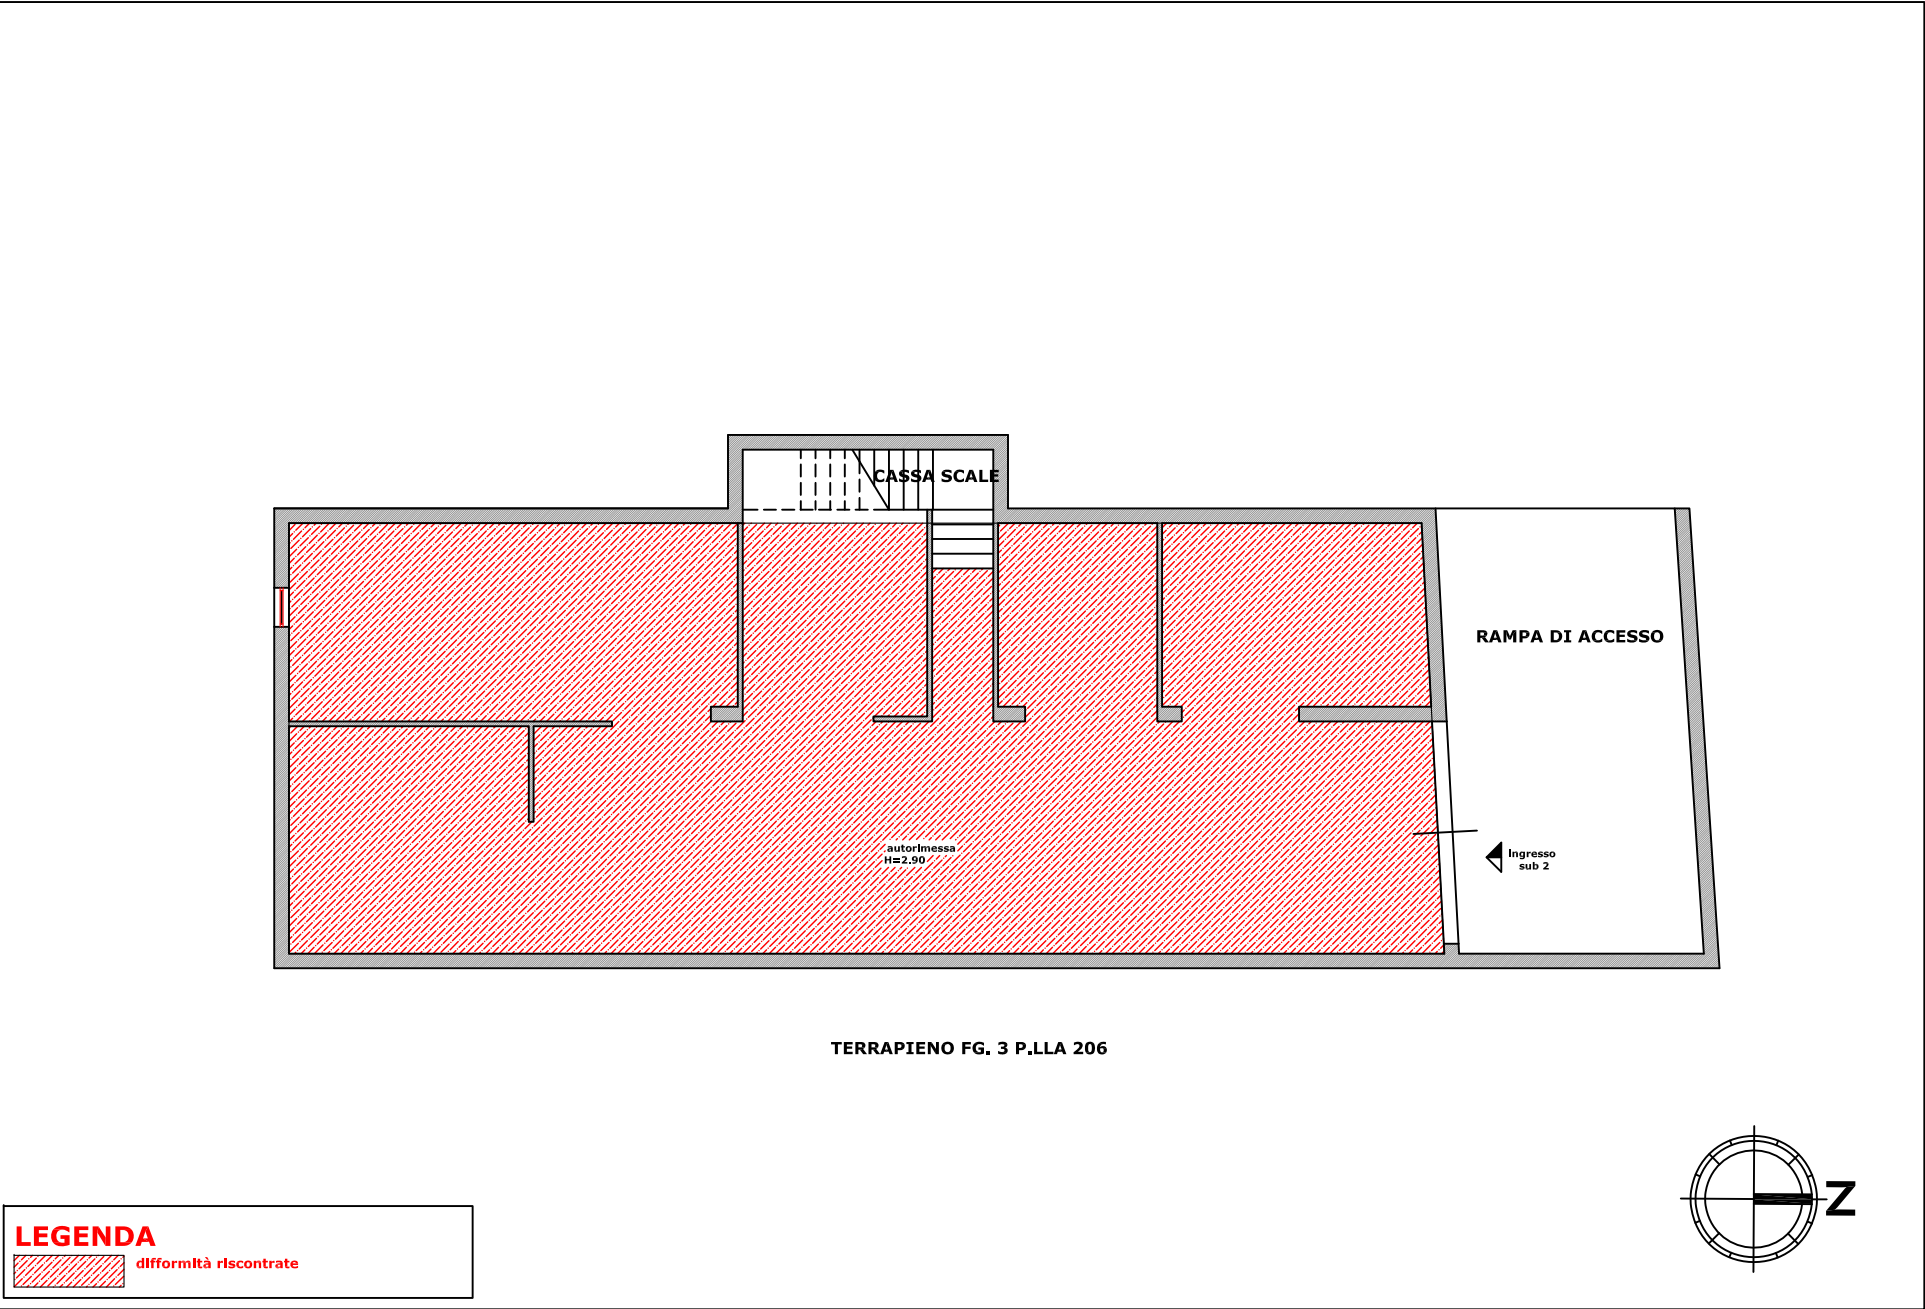 CASSA SCALE
RAMPA DI ACCESSO
autorimessa
H=2.90
Ingresso
sub 2
TERRAPIENO FG. 3 P.LLA 206
N
LEGENDA
difformità riscontrate